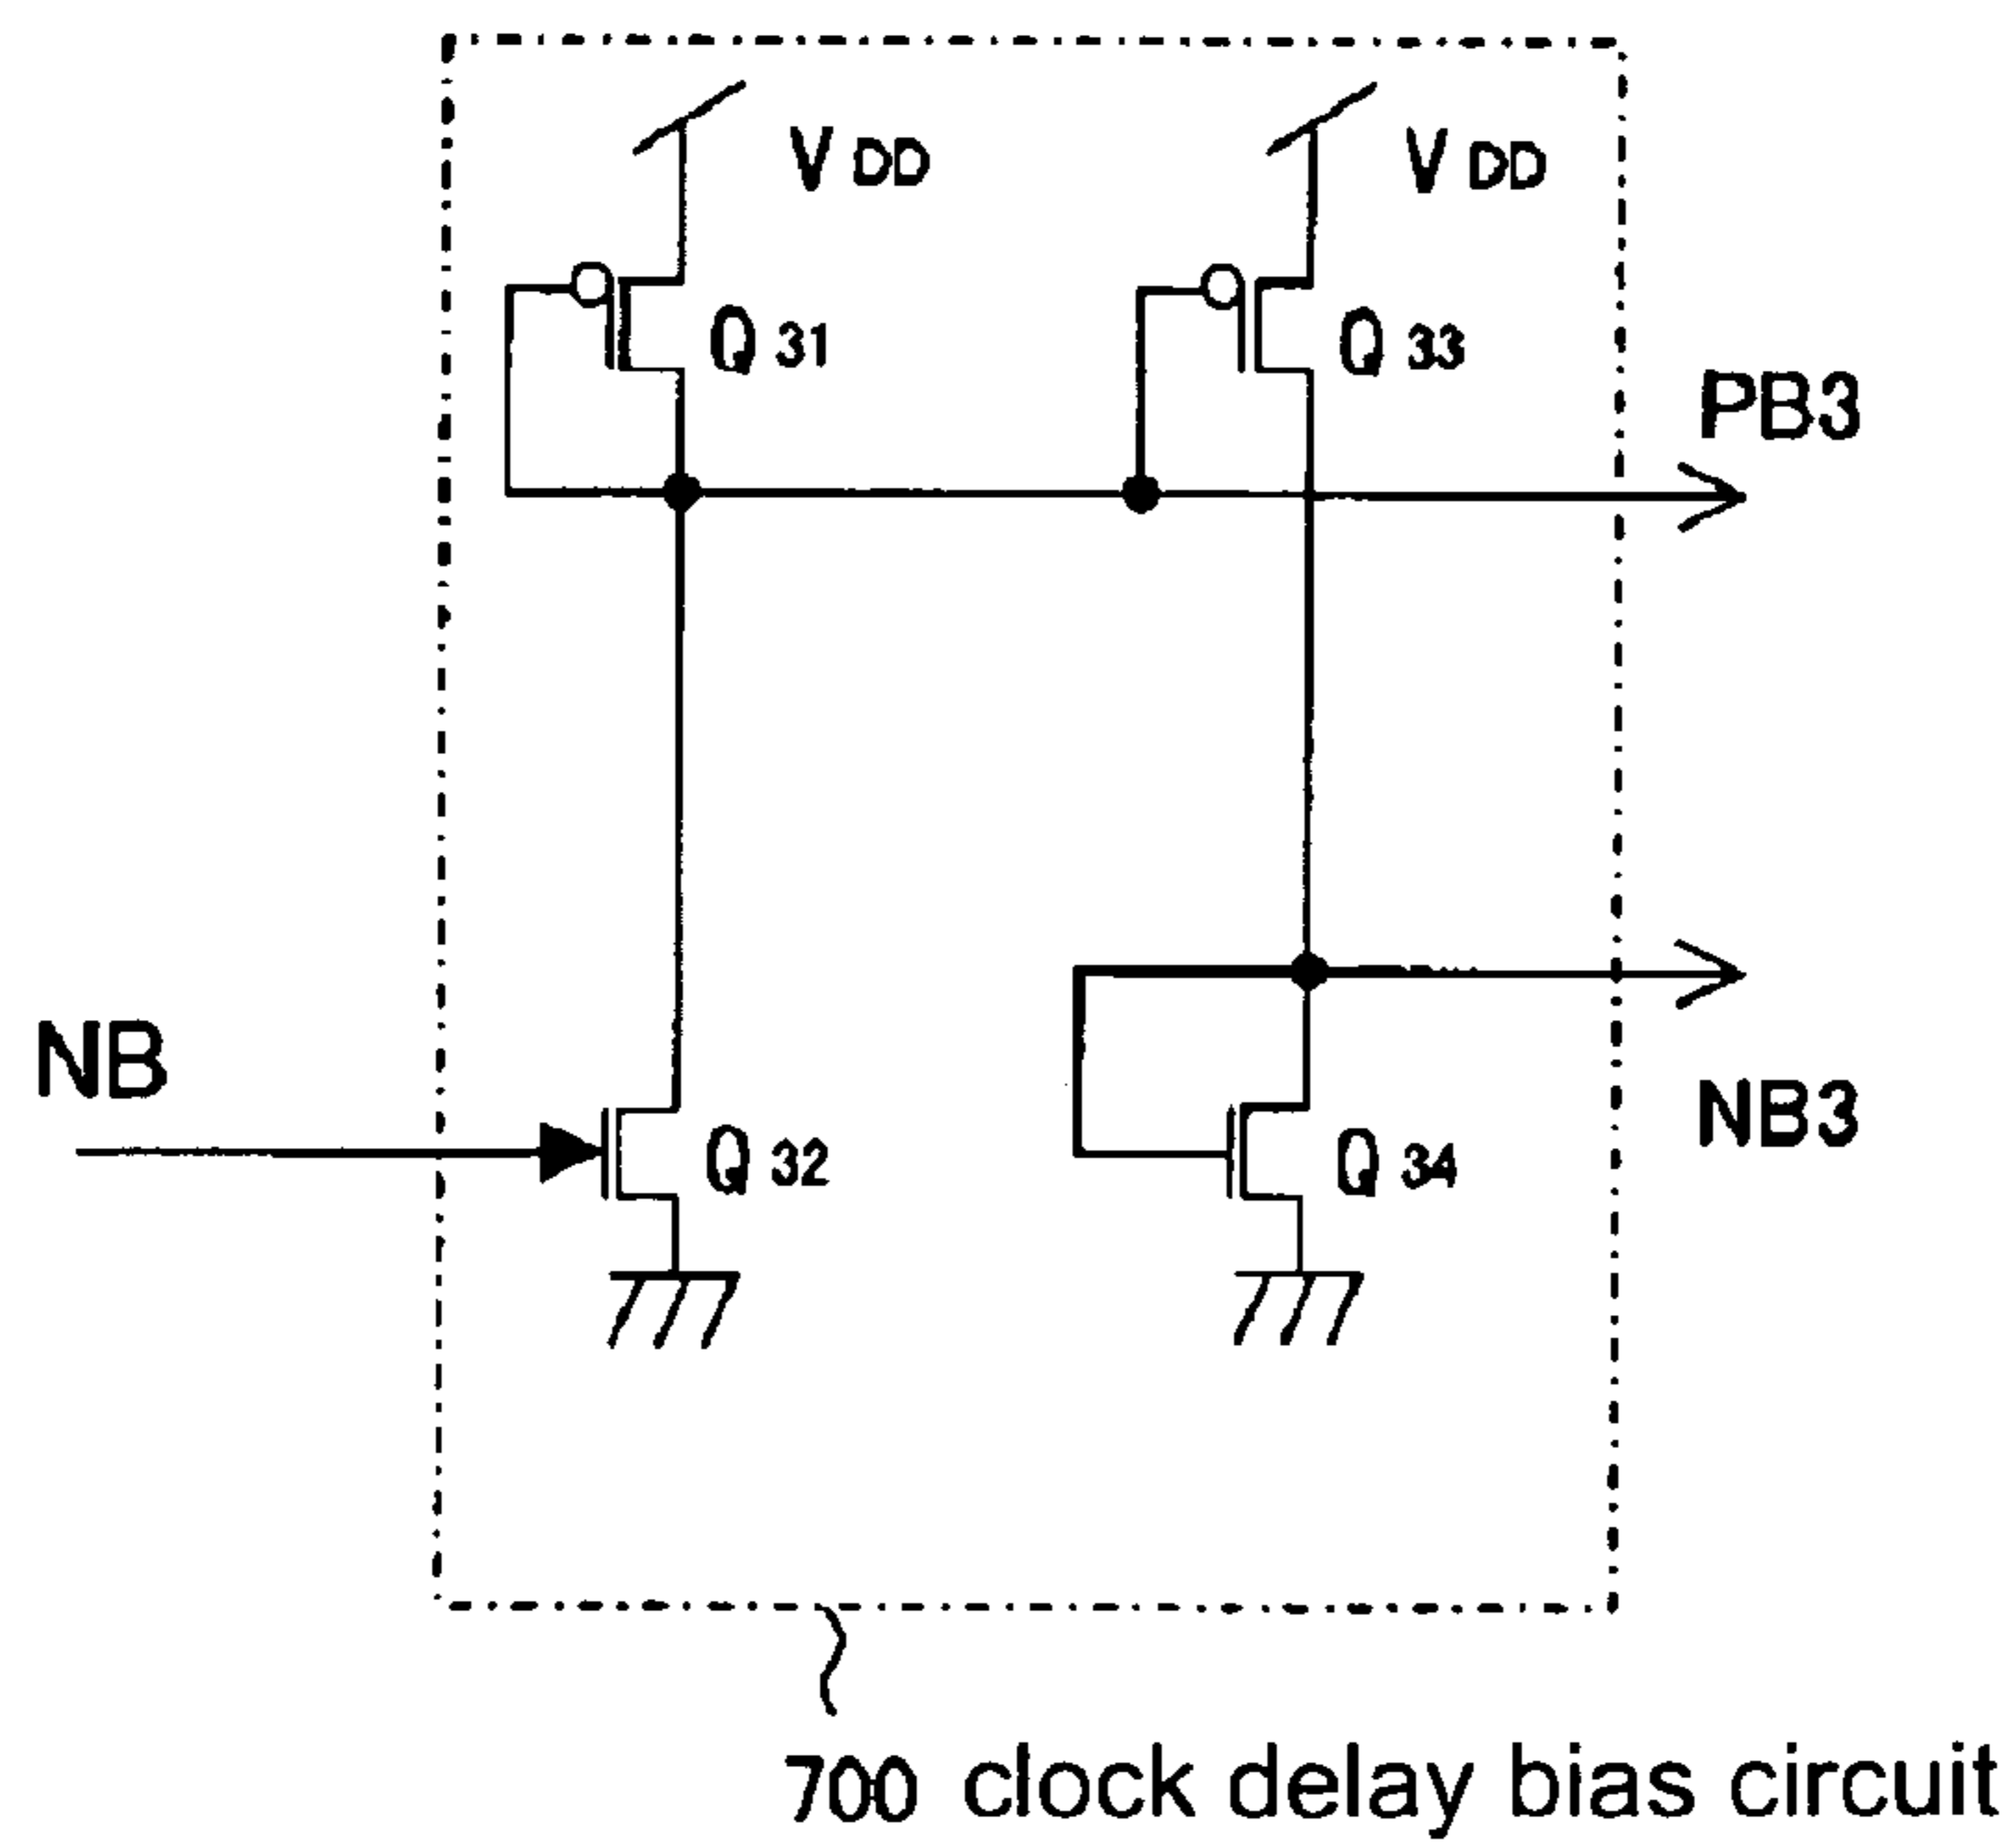 VDD
VDD
Q31
Q33
PB3
NB
NB3
Q32
Q34
700 clock delay bias circuit